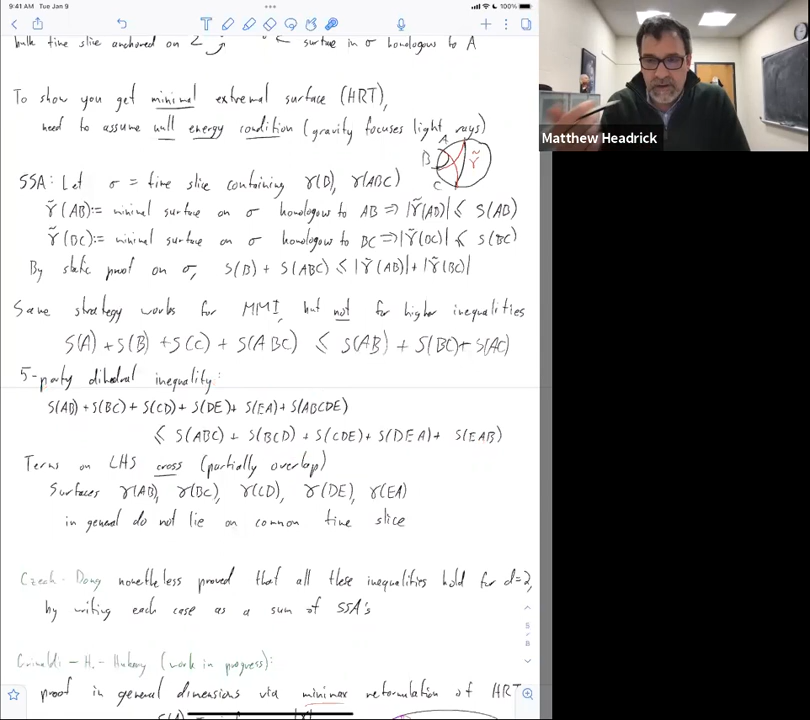 9:41 AM Tue Jan 9
100%
bulk time slice anchored on Σ surface in σ homologous to A
To show you get minimal extremal surface (HRT),
need to assume null energy condition (gravity focuses light rays)
A
B
C
γ̃
SSA: Let σ = time slice containing γ(B), γ(ABC)
γ̃(AB):= minimal surface on σ homologous to AB ⇒ |γ̃(AB)| ≤ S(AB)
γ̃(BC):= minimal surface on σ homologous to BC ⇒ |γ̃(BC)| ≤ S(BC)
By static proof on σ, S(B) + S(ABC) ≤ |γ̃(AB)| + |γ̃(BC)|
Same strategy works for MMI, but not for higher inequalities
S(A) + S(B) + S(C) + S(ABC) ≤ S(AB) + S(BC) + S(AC)
5-party dihedral inequality:
S(AB) + S(BC) + S(CD) + S(DE) + S(EA) + S(ABCDE)
≤ S(ABC) + S(BCD) + S(CDE) + S(DEA) + S(EAB)
Terms on LHS cross (partially overlap)
Surfaces γ(AB), γ(BC), γ(CD), γ(DE), γ(EA)
in general do not lie on common time slice
Czech - Dong nonetheless proved that all these inequalities hold for d=2,
by writing each case as a sum of SSA's
Grimaldi - H. - Hubeny (work in progress):
proof in general dimensions via minimax reformulation of HRT
Matthew Headrick